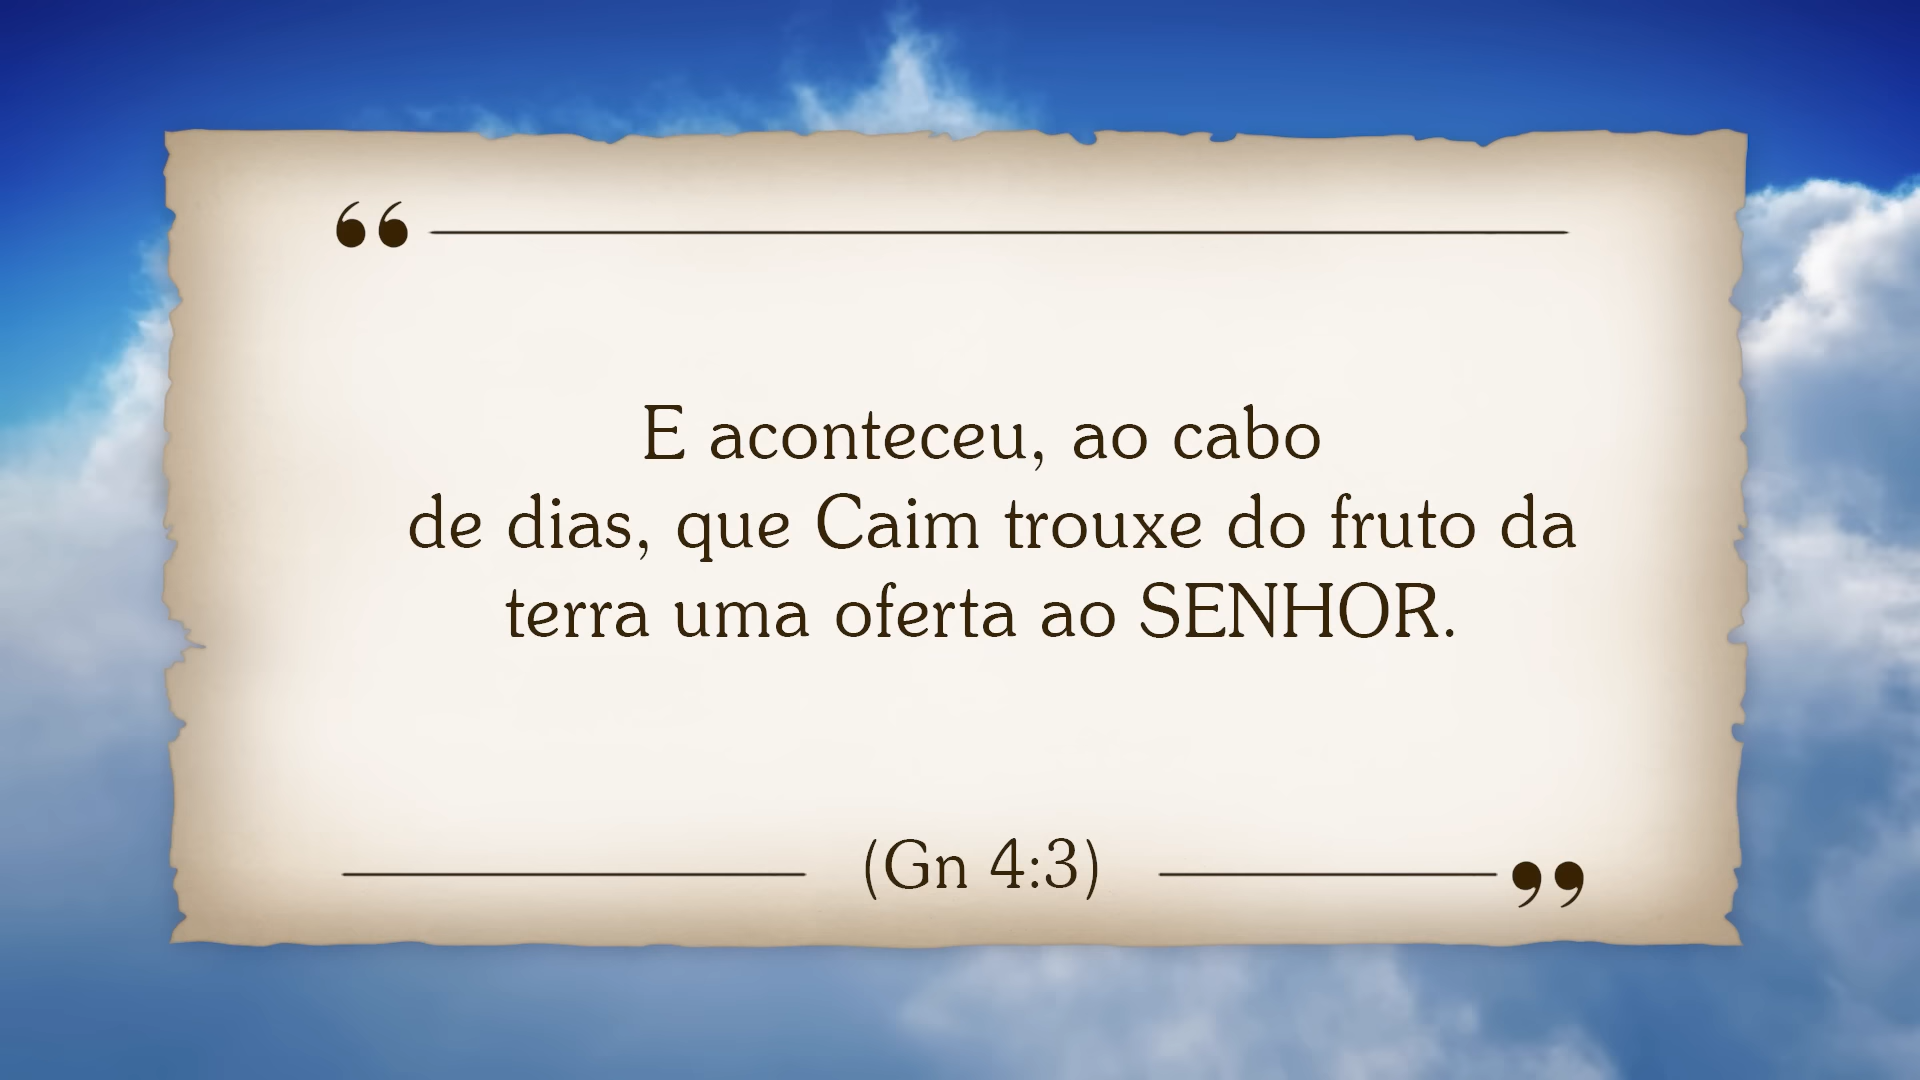 “
E aconteceu, ao cabo
de dias, que Caim trouxe do fruto da
terra uma oferta ao SENHOR.
(Gn 4:3)
”